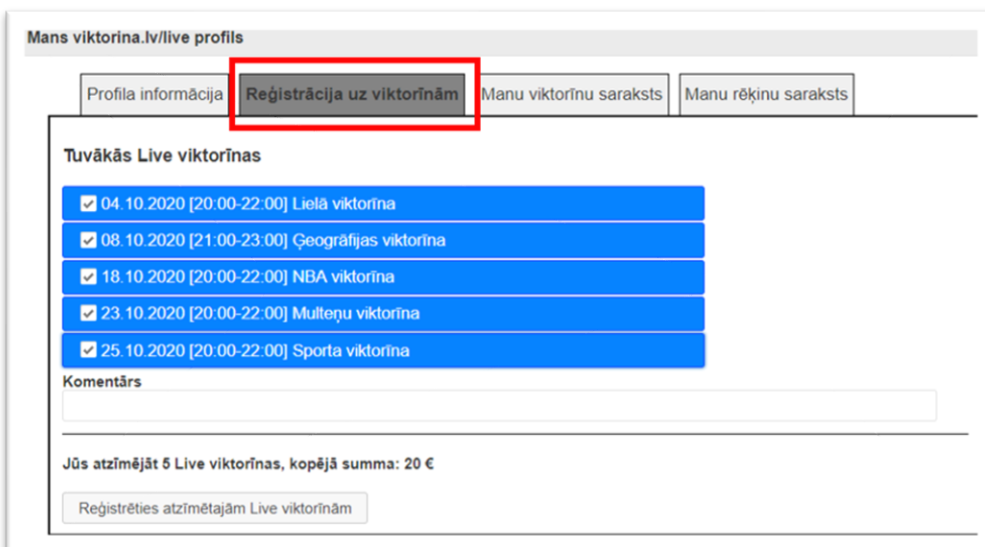 Mans viktorina.lv/live profils
Profila informācija Reģistrācija uz viktorīnām Manu viktorīnu saraksts Manu rēķinu saraksts
Tuvākās Live viktorīnas
04.10.2020 [20:00-22:00] Lielā viktorīna
08.10.2020 [21:00-23:00] Ģeogrāfijas viktorīna
18.10.2020 [20:00-22:00] NBA viktorīna
23.10.2020 [20:00-22:00] Multeņu viktorīna
25.10.2020 [20:00-22:00] Sporta viktorīna
Komentārs
Jūs atzīmējāt 5 Live viktorīnas, kopējā summa: 20 €
Reģistrēties atzīmētajām Live viktorīnām